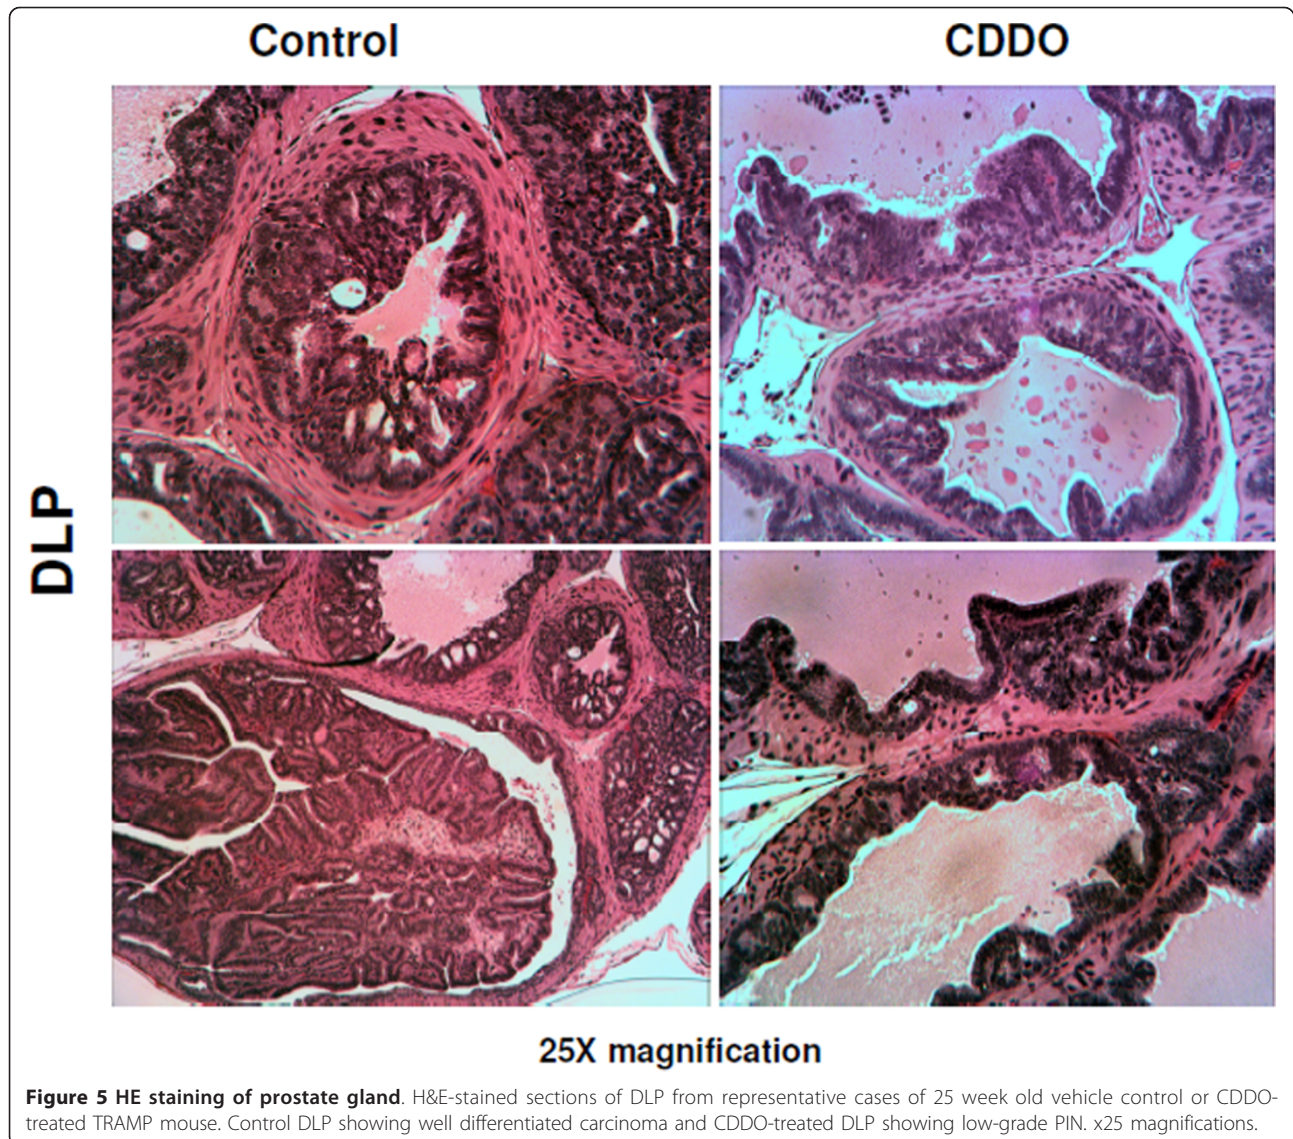 Control
CDDO
DLP
25X magnification
Figure 5 HE staining of prostate gland. H&E-stained sections of DLP from representative cases of 25 week old vehicle control or CDDO-
treated TRAMP mouse. Control DLP showing well differentiated carcinoma and CDDO-treated DLP showing low-grade PIN. x25 magnifications.